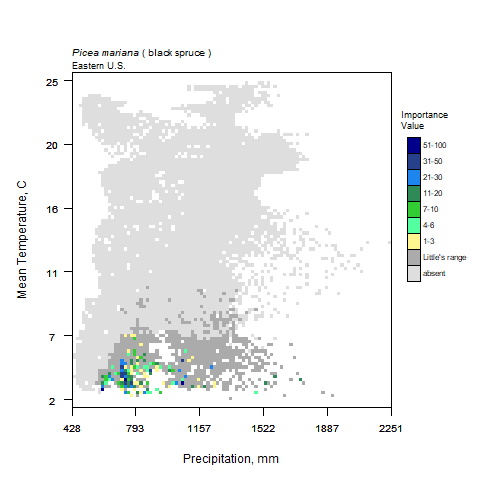 Picea mariana ( black spruce )
Eastern U.S.
25
20
16
11
7
2
Mean Temperature, C
428 793 1157 1522 1887 2251
Precipitation, mm
Importance
Value
51-100
31-50
21-30
11-20
7-10
4-6
1-3
Little's range
absent